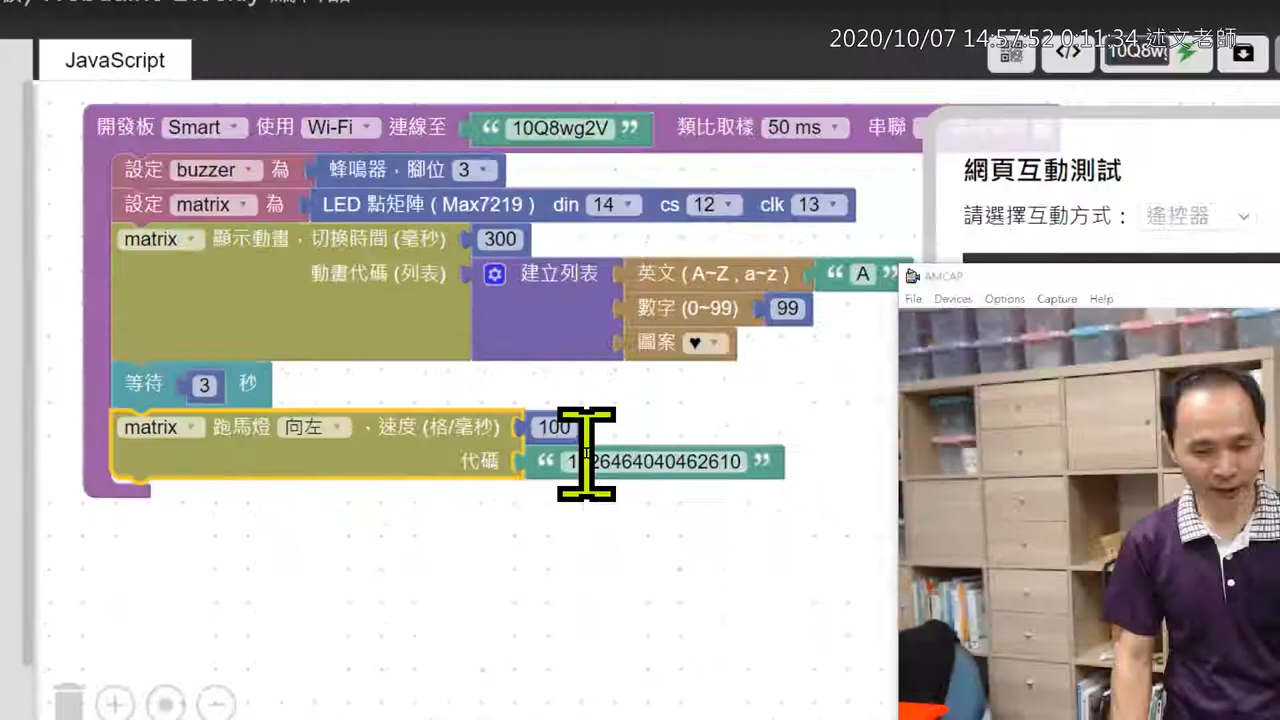 2020/10/07 14:57:52 0:11:34 述文老師
JavaScript
</>
10Q8wg
開發板 Smart 使用 Wi-Fi 連線至 “ 10Q8wg2V ” 類比取樣 50 ms 串聯
設定 buzzer 為 蜂鳴器，腳位 3
設定 matrix 為 LED 點矩陣 ( Max7219 ) din 14 cs 12 clk 13
matrix 顯示動畫，切換時間 (毫秒) 300
動畫代碼 (列表) 建立列表 英文 ( A~Z , a~z ) “ A ”
數字 (0~99) 99
圖案 ♥
等待 3 秒
matrix 跑馬燈 向左 、速度 (格/毫秒) 100
代碼 “ 26464040462610 ”
網頁互動測試
請選擇互動方式： 遙控器
AMCAP
File Devices Options Capture Help